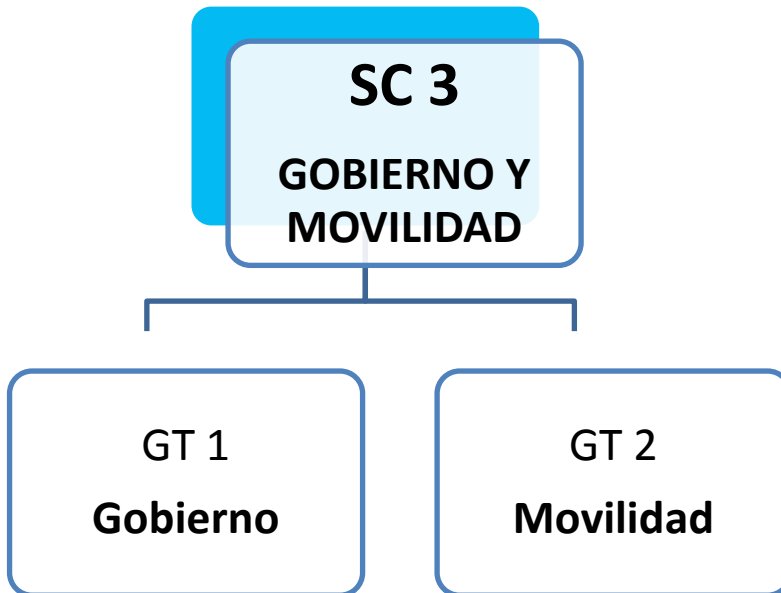 SC 3
GOBIERNO Y
MOVILIDAD
GT 1
Gobierno
GT 2
Movilidad